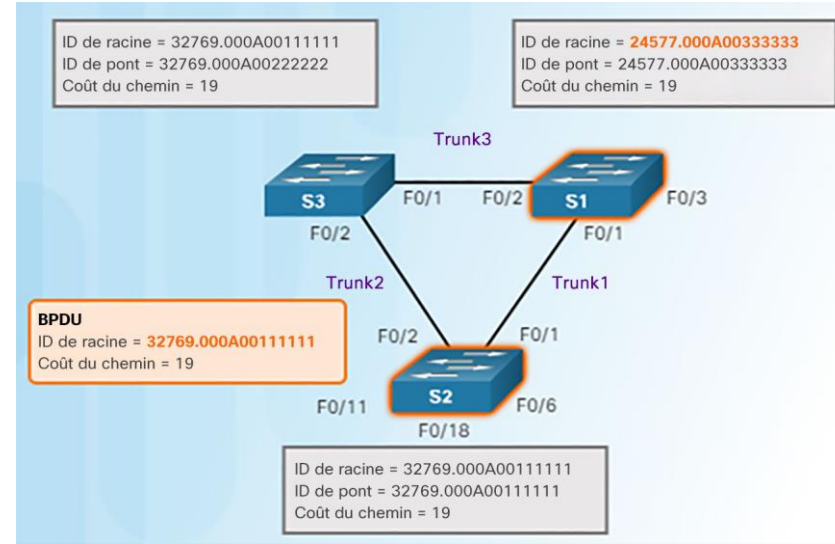 ID de racine = 32769.000A00111111
ID de pont = 32769.000A00222222
Coût du chemin = 19
ID de racine = 24577.000A00333333
ID de pont = 24577.000A00333333
Coût du chemin = 19
Trunk3
S3
F0/1
F0/2
S1
F0/3
F0/2
F0/1
Trunk2
Trunk1
BPDU
ID de racine = 32769.000A00111111
Coût du chemin = 19
F0/2
F0/1
S2
F0/11
F0/6
F0/18
ID de racine = 32769.000A00111111
ID de pont = 32769.000A00111111
Coût du chemin = 19